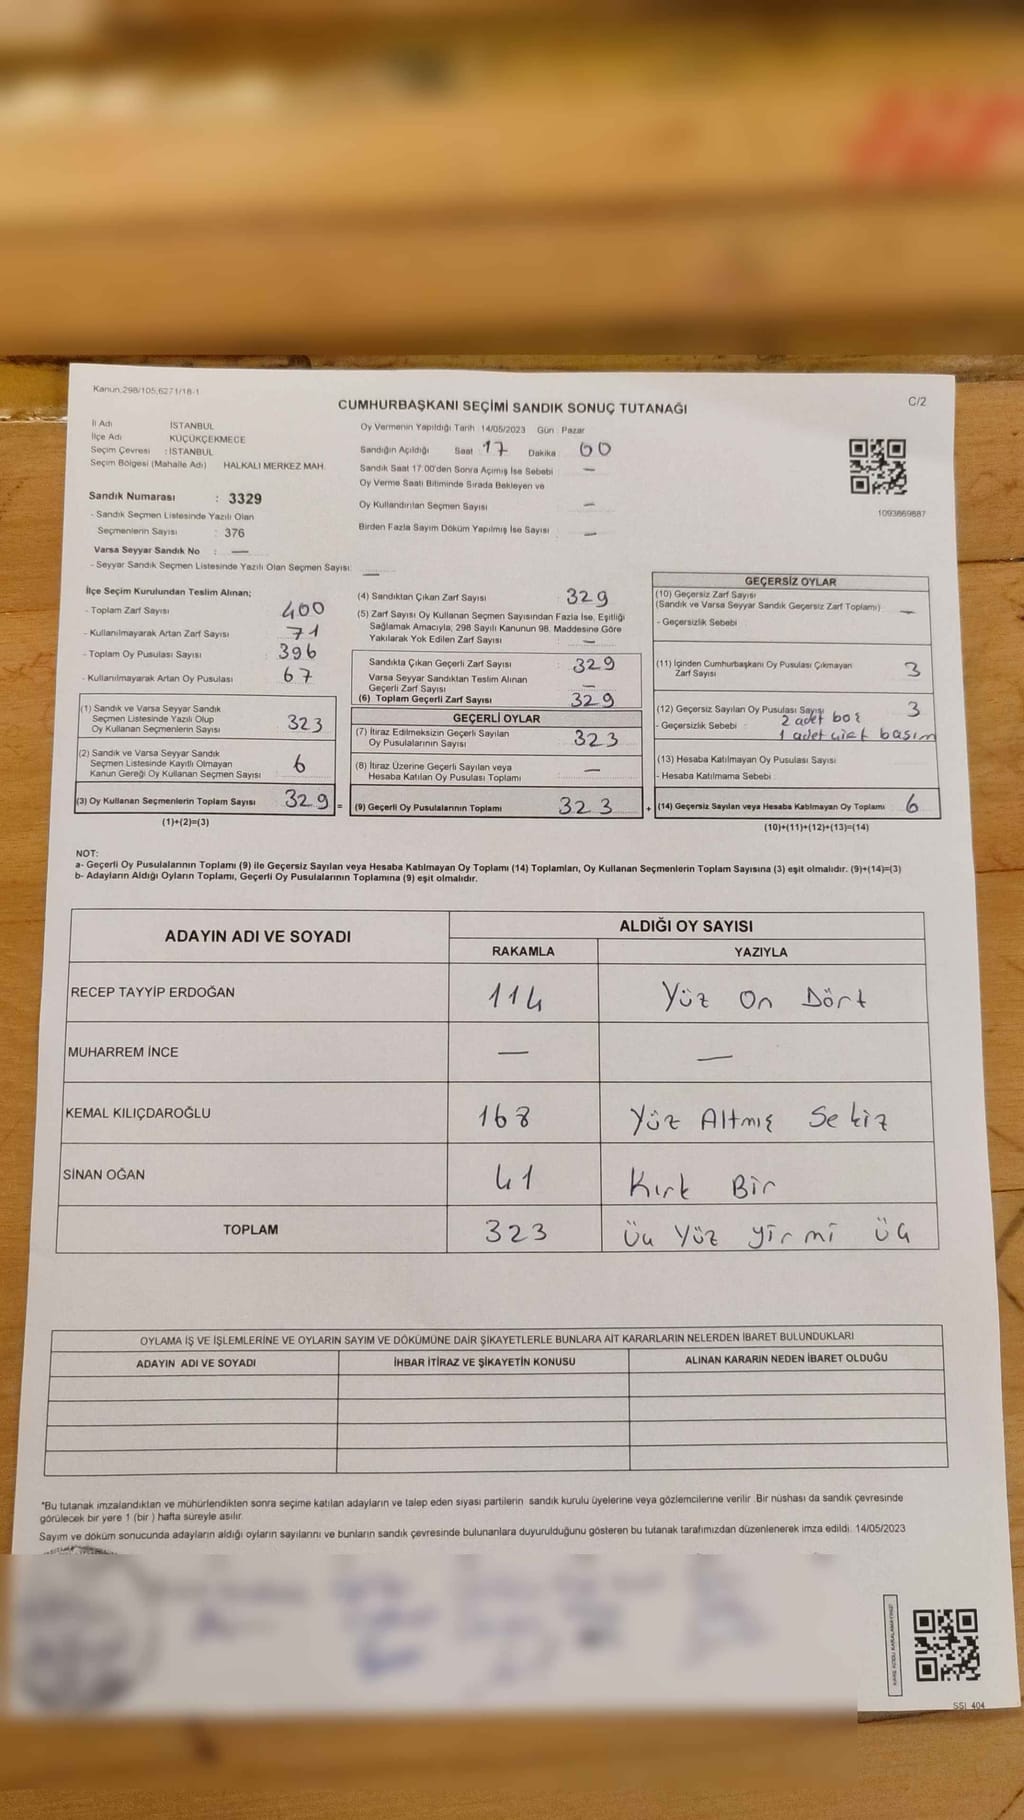 Kanun,298/105,6271/18-1
C/2
CUMHURBAŞKANI SEÇİMİ SANDIK SONUÇ TUTANAĞI
İl Adı İSTANBUL
İlçe Adı KÜÇÜKÇEKMECE
Seçim Çevresi : İSTANBUL
Seçim Bölgesi (Mahalle Adı) HALKALI MERKEZ MAH.
Sandık Numarası : 3329
- Sandık Seçmen Listesinde Yazılı Olan
Seçmenlerin Sayısı : 376
Varsa Seyyar Sandık No : —
- Seyyar Sandık Seçmen Listesinde Yazılı Olan Seçmen Sayısı: —
Oy Vermenin Yapıldığı Tarih :14/05/2023 Gün : Pazar
Sandığın Açıldığı Saat : 17 Dakika : 00
Sandık Saat 17:00'den Sonra Açımış İse Sebebi —
Oy Verme Saati Bitiminde Sırada Bekleyen ve
Oy Kullandırılan Seçmen Sayısı —
Birden Fazla Sayım Döküm Yapılmış İse Sayısı —
1093869887
İlçe Seçim Kurulundan Teslim Alınan;
- Toplam Zarf Sayısı 400
- Kullanılmayarak Artan Zarf Sayısı 71
- Toplam Oy Pusulası Sayısı 396
- Kullanılmayarak Artan Oy Pusulası 67
(1) Sandık ve Varsa Seyyar Sandık
Seçmen Listesinde Yazılı Olup
Oy Kullanan Seçmenlerin Sayısı 323
(2) Sandık ve Varsa Seyyar Sandık
Seçmen Listesinde Kayıtlı Olmayan
Kanun Gereği Oy Kullanan Seçmen Sayısı 6
(3) Oy Kullanan Seçmenlerin Toplam Sayısı 329 =
(1)+(2)=(3)
(4) Sandıktan Çıkan Zarf Sayısı 329
(5) Zarf Sayısı Oy Kullanan Seçmen Sayısından Fazla İse, Eşitliği
Sağlamak Amacıyla, 298 Sayılı Kanunun 98. Maddesine Göre
Yakılarak Yok Edilen Zarf Sayısı —
Sandıkta Çıkan Geçerli Zarf Sayısı 329
Varsa Seyyar Sandıktan Teslim Alınan
Geçerli Zarf Sayısı —
(6) Toplam Geçerli Zarf Sayısı 329
GEÇERLİ OYLAR
(7) İtiraz Edilmeksizin Geçerli Sayılan
Oy Pusulalarının Sayısı 323
(8) İtiraz Üzerine Geçerli Sayılan veya
Hesaba Katılan Oy Pusulası Toplamı —
(9) Geçerli Oy Pusulalarının Toplamı 323 +
GEÇERSİZ OYLAR
(10) Geçersiz Zarf Sayısı
(Sandık ve Varsa Seyyar Sandık Geçersiz Zarf Toplamı) —
- Geçersizlik Sebebi :
(11) İçinden Cumhurbaşkanı Oy Pusulası Çıkmayan
Zarf Sayısı 3
(12) Geçersiz Sayılan Oy Pusulası Sayısı 3
- Geçersizlik Sebebi : 2 adet boş
1 adet çift basım
(13) Hesaba Katılmayan Oy Pusulası Sayısı
- Hesaba Katılmama Sebebi :
(14) Geçersiz Sayılan veya Hesaba Katılmayan Oy Toplamı 6
(10)+(11)+(12)+(13)=(14)
NOT:
a- Geçerli Oy Pusulalarının Toplamı (9) ile Geçersiz Sayılan veya Hesaba Katılmayan Oy Toplamı (14) Toplamları, Oy Kullanan Seçmenlerin Toplam Sayısına (3) eşit olmalıdır. (9)+(14)=(3)
b- Adayların Aldığı Oyların Toplamı, Geçerli Oy Pusulalarının Toplamına (9) eşit olmalıdır.
ADAYIN ADI VE SOYADI ALDIĞI OY SAYISI
RAKAMLA YAZIYLA
RECEP TAYYİP ERDOĞAN 114 Yüz On Dört
MUHARREM İNCE — —
KEMAL KILIÇDAROĞLU 168 Yüz Altmış Sekiz
SİNAN OĞAN 41 Kırk Bir
TOPLAM 323 Üç Yüz yirmi üç
OYLAMA İŞ VE İŞLEMLERİNE VE OYLARIN SAYIM VE DÖKÜMÜNE DAİR ŞİKAYETLERLE BUNLARA AİT KARARLARIN NELERDEN İBARET BULUNDUKLARI
ADAYIN ADI VE SOYADI İHBAR İTİRAZ VE ŞİKAYETİN KONUSU ALINAN KARARIN NEDEN İBARET OLDUĞU
"Bu tutanak imzalandıktan ve mühürlendikten sonra seçime katılan adayların ve talep eden siyasi partilerin sandık kurulu üyelerine veya gözlemcilerine verilir. Bir nüshası da sandık çevresinde
görülecek bir yere 1 (bir) hafta süreyle asılır.
Sayım ve döküm sonucunda adayların aldığı oyların sayılarını ve bunların sandık çevresinde bulunanlara duyurulduğunu gösteren bu tutanak tarafımızdan düzenlenerek imza edildi. 14/05/2023
SSI_404